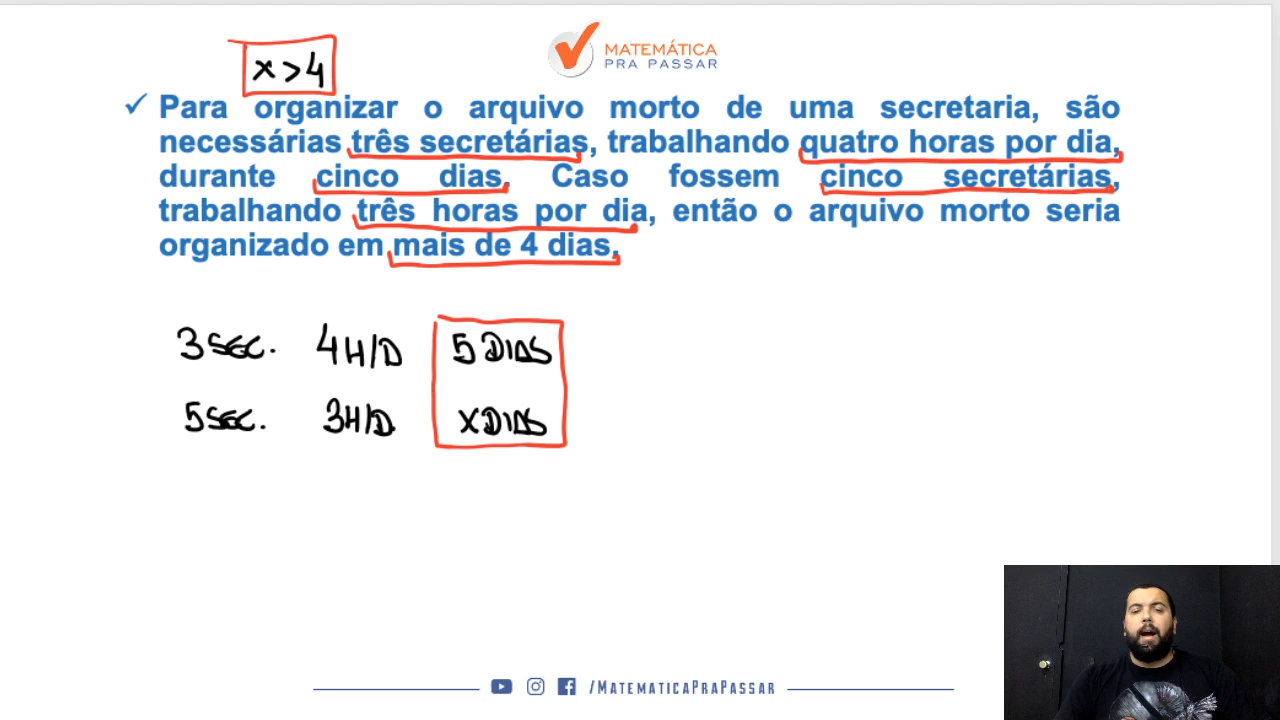 x > 4
MATEMÁTICA
PRA PASSAR
✓ Para organizar o arquivo morto de uma secretaria, são
necessárias três secretárias, trabalhando quatro horas por dia,
durante cinco dias. Caso fossem cinco secretárias,
trabalhando três horas por dia, então o arquivo morto seria
organizado em mais de 4 dias.
3 SEC. 4 H/D 5 DIAS
5 SEC. 3 H/D X DIAS
/MATEMATICAPRAPASSAR